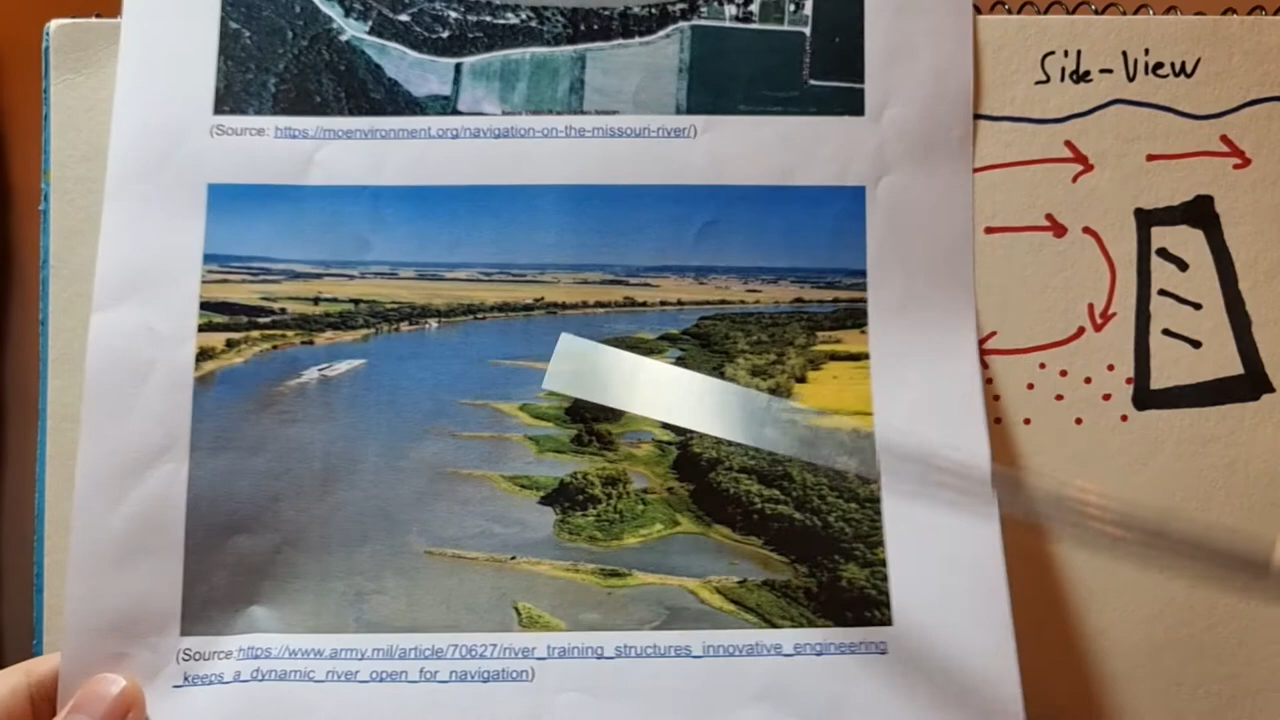 Side-View
(Source: https://moenvironment.org/navigation-on-the-missouri-river/)
(Source:https://www.army.mil/article/70627/river_training_structures_innovative_engineering
_keeps_a_dynamic_river_open_for_navigation)